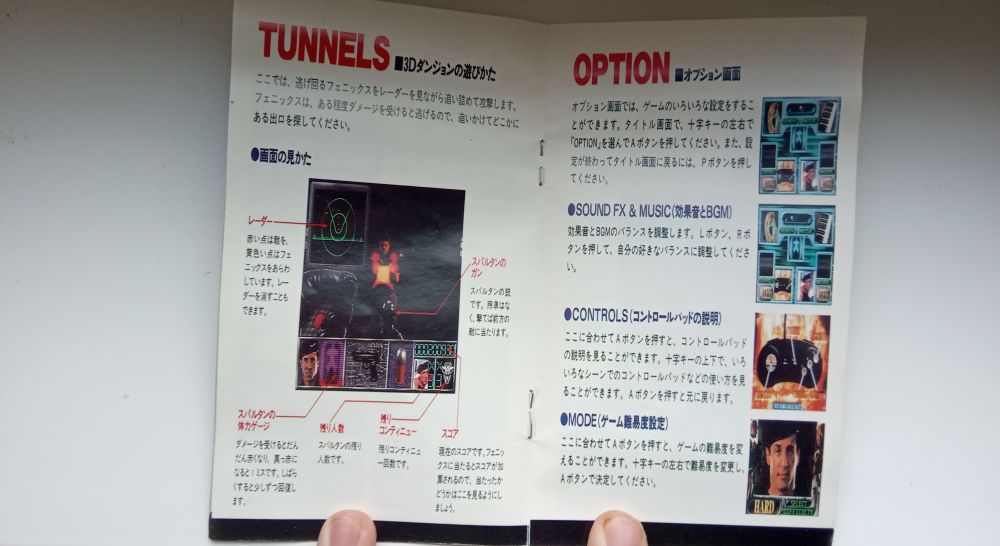 TUNNELS ■3Dダンジョンの遊びかた
ここでは、逃げ回るフェニックスをレーダーを見ながら追い詰めて攻撃します。
フェニックスは、ある程度ダメージを受けると逃げるので、追いかけてどこかに
ある出口を探してください。
●画面の見かた
レーダー
赤い点は敵を、
黄色い点はフェ
ニックスをあらわ
しています。レー
ダーを消すことも
できます。
スパルタンの
ガン
スパルタンの銃
です。照準はな
く、撃てば前方の
敵に当たります。
スパルタンの
体力ゲージ
ダメージを受けるとだん
だん赤くなり、真っ赤に
なると1ミスです。しばら
くすると少しずつ回復し
ます。
残り人数
スパルタンの残り
人数です。
残り
コンティニュー
残りコンティニュ
ー回数です。
スコア
現在のスコアです。フェニッ
クスに当たるとスコアが加
算されるので、当たったか
どうかはここを見るようにし
ましょう。
OPTION ■オプション画面
オプション画面では、ゲームのいろいろな設定をするこ
とができます。タイトル画面で、十字キーの左右で
「OPTION」を選んでAボタンを押してください。また、設
定が終わってタイトル画面に戻るには、Pボタンを押し
てください。
●SOUND FX & MUSIC(効果音とBGM)
効果音とBGMのバランスを調整します。Lボタン、Rボ
タンを押して、自分の好きなバランスに調整してくださ
い。
●CONTROLS(コントロールパッドの説明)
ここに合わせてAボタンを押すと、コントロールパッド
の説明を見ることができます。十字キーの上下で、いろ
いろなシーンでのコントロールパッドなどの使い方を見
ることができます。Aボタンを押すと元に戻ります。
●MODE(ゲーム難易度設定)
ここに合わせてAボタンを押すと、ゲームの難易度を変
えることができます。十字キーの左右で難易度を変更し、
Aボタンで決定してください。
HARD
SELECT
DIFFICULTY